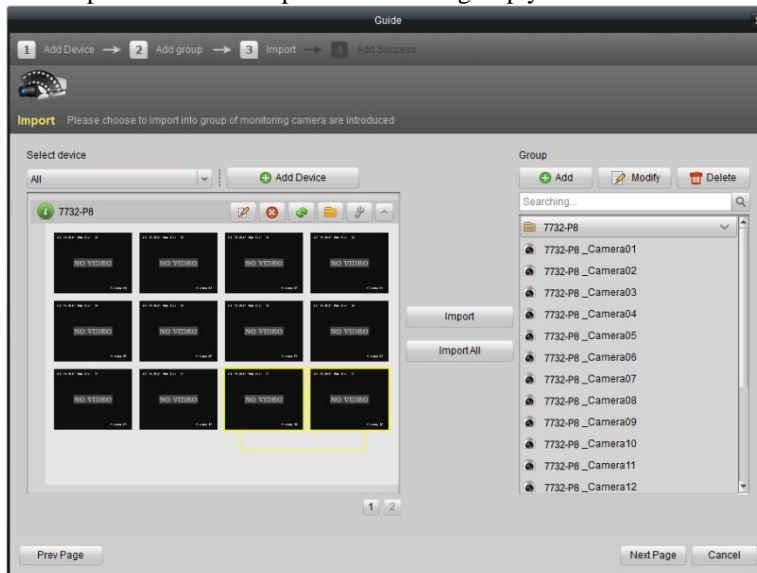 Guide
1 Add Device 2 Add group 3 Import 4 Add Success
Import Please choose to import into group of monitoring camera are introduced
Select device
Group
All
Add Device
Add
Modify
Delete
Searching...
7732-P8
NO VIDEO NO VIDEO NO VIDEO NO VIDEO
NO VIDEO NO VIDEO NO VIDEO NO VIDEO
NO VIDEO NO VIDEO NO VIDEO NO VIDEO
Import
Import All
7732-P8
7732-P8 _Camera01
7732-P8 _Camera02
7732-P8 _Camera03
7732-P8 _Camera04
7732-P8 _Camera05
7732-P8 _Camera06
7732-P8 _Camera07
7732-P8 _Camera08
7732-P8 _Camera09
7732-P8 _Camera10
7732-P8 _Camera11
7732-P8 _Camera12
1 2
Prev Page
Next Page
Cancel